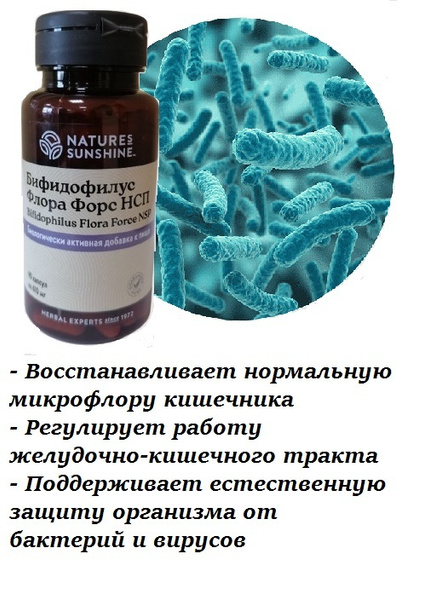 NATURE'S
SUNSHINE
Бифидофилус
Флора Форс НСП
Bifidophilus Flora Force NSP
Биологически активная добавка к пище
HERBAL EXPERTS since 1972
- Восстанавливает нормальную
микрофлору кишечника
- Регулирует работу
желудочно-кишечного тракта
- Поддерживает естественную
защиту организма от
бактерий и вирусов